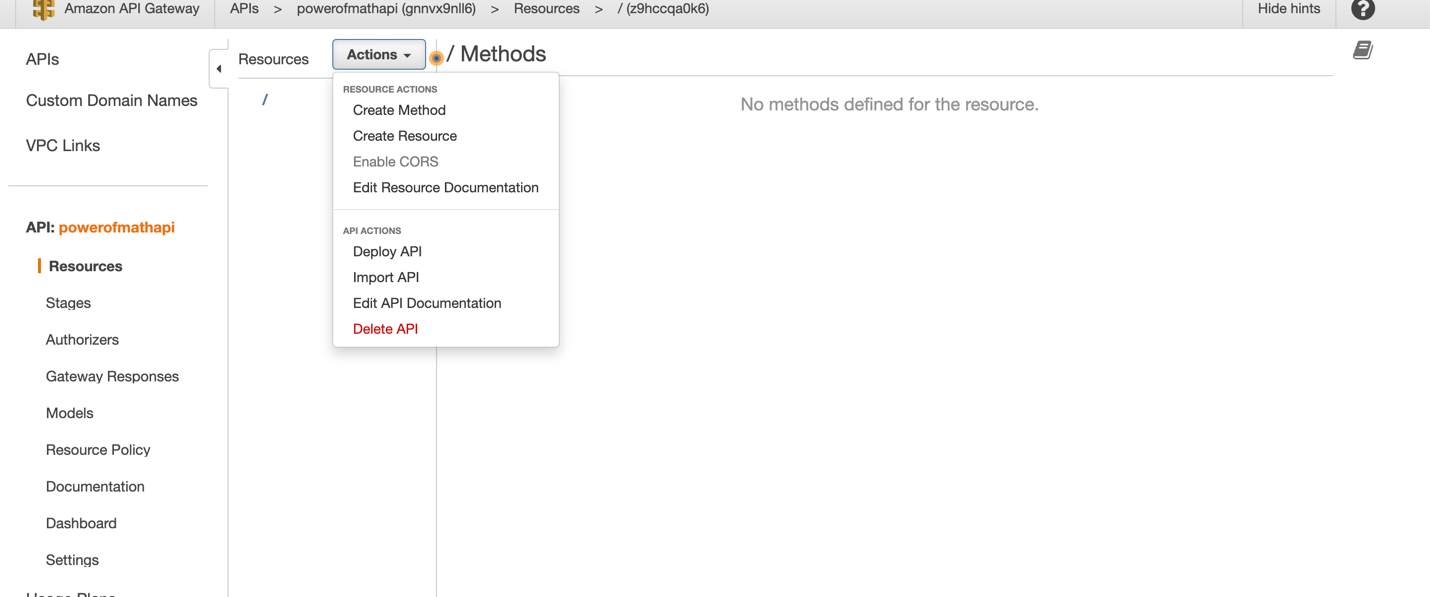 Amazon API Gateway
APIs > powerofmathapi (gnnvx9nll6) > Resources > / (z9hccqa0k6)
Hide hints
?
APIs
Custom Domain Names
VPC Links
API: powerofmathapi
Resources
Stages
Authorizers
Gateway Responses
Models
Resource Policy
Documentation
Dashboard
Settings
Resources
Actions
/
RESOURCE ACTIONS
Create Method
Create Resource
Enable CORS
Edit Resource Documentation
API ACTIONS
Deploy API
Import API
Edit API Documentation
Delete API
/ Methods
No methods defined for the resource.